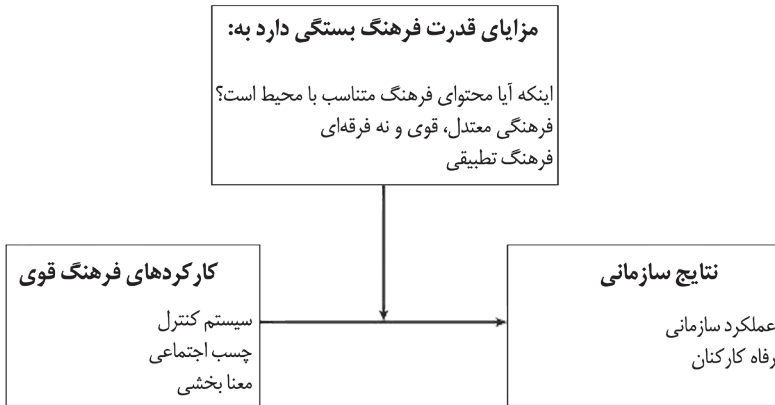 مزایای قدرت فرهنگ بستگی دارد به:
اینکه آیا محتوای فرهنگ متناسب با محیط است؟
فرهنگی معتدل، قوی و نه فرقه‌ای
فرهنگ تطبیقی
نتایج سازمانی
عملکرد سازمانی
رفاه کارکنان
کارکردهای فرهنگ قوی
سیستم کنترل
چسب اجتماعی
معنا بخشی